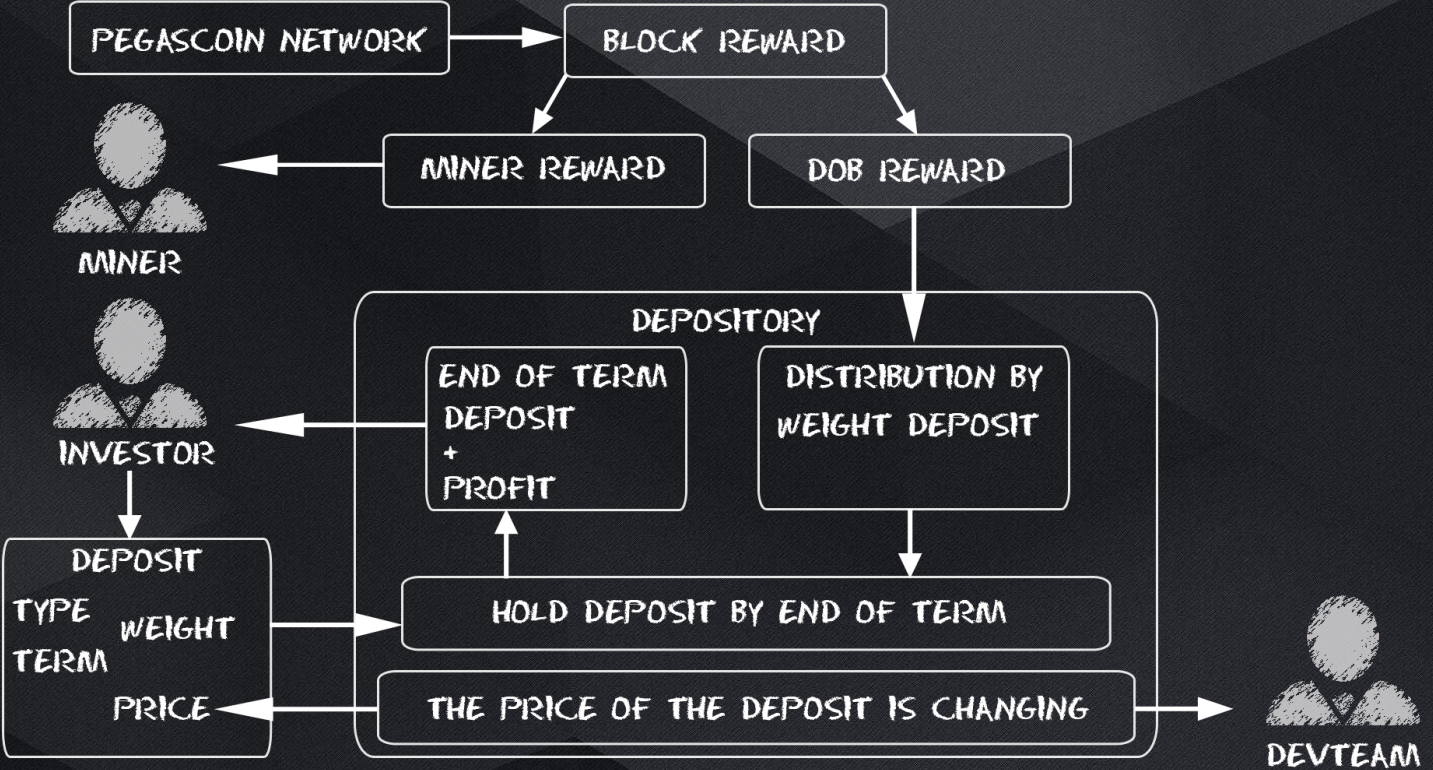 PEGASCOIN NETWORK
BLOCK REWARD
MINER REWARD
DOB REWARD
MINER
DEPOSITORY
END OF TERM
DEPOSIT
+
PROFIT
DISTRIBUTION BY
WEIGHT DEPOSIT
INVESTOR
DEPOSIT
TYPE
WEIGHT
TERM
PRICE
HOLD DEPOSIT BY END OF TERM
THE PRICE OF THE DEPOSIT IS CHANGING
DEVTEAM